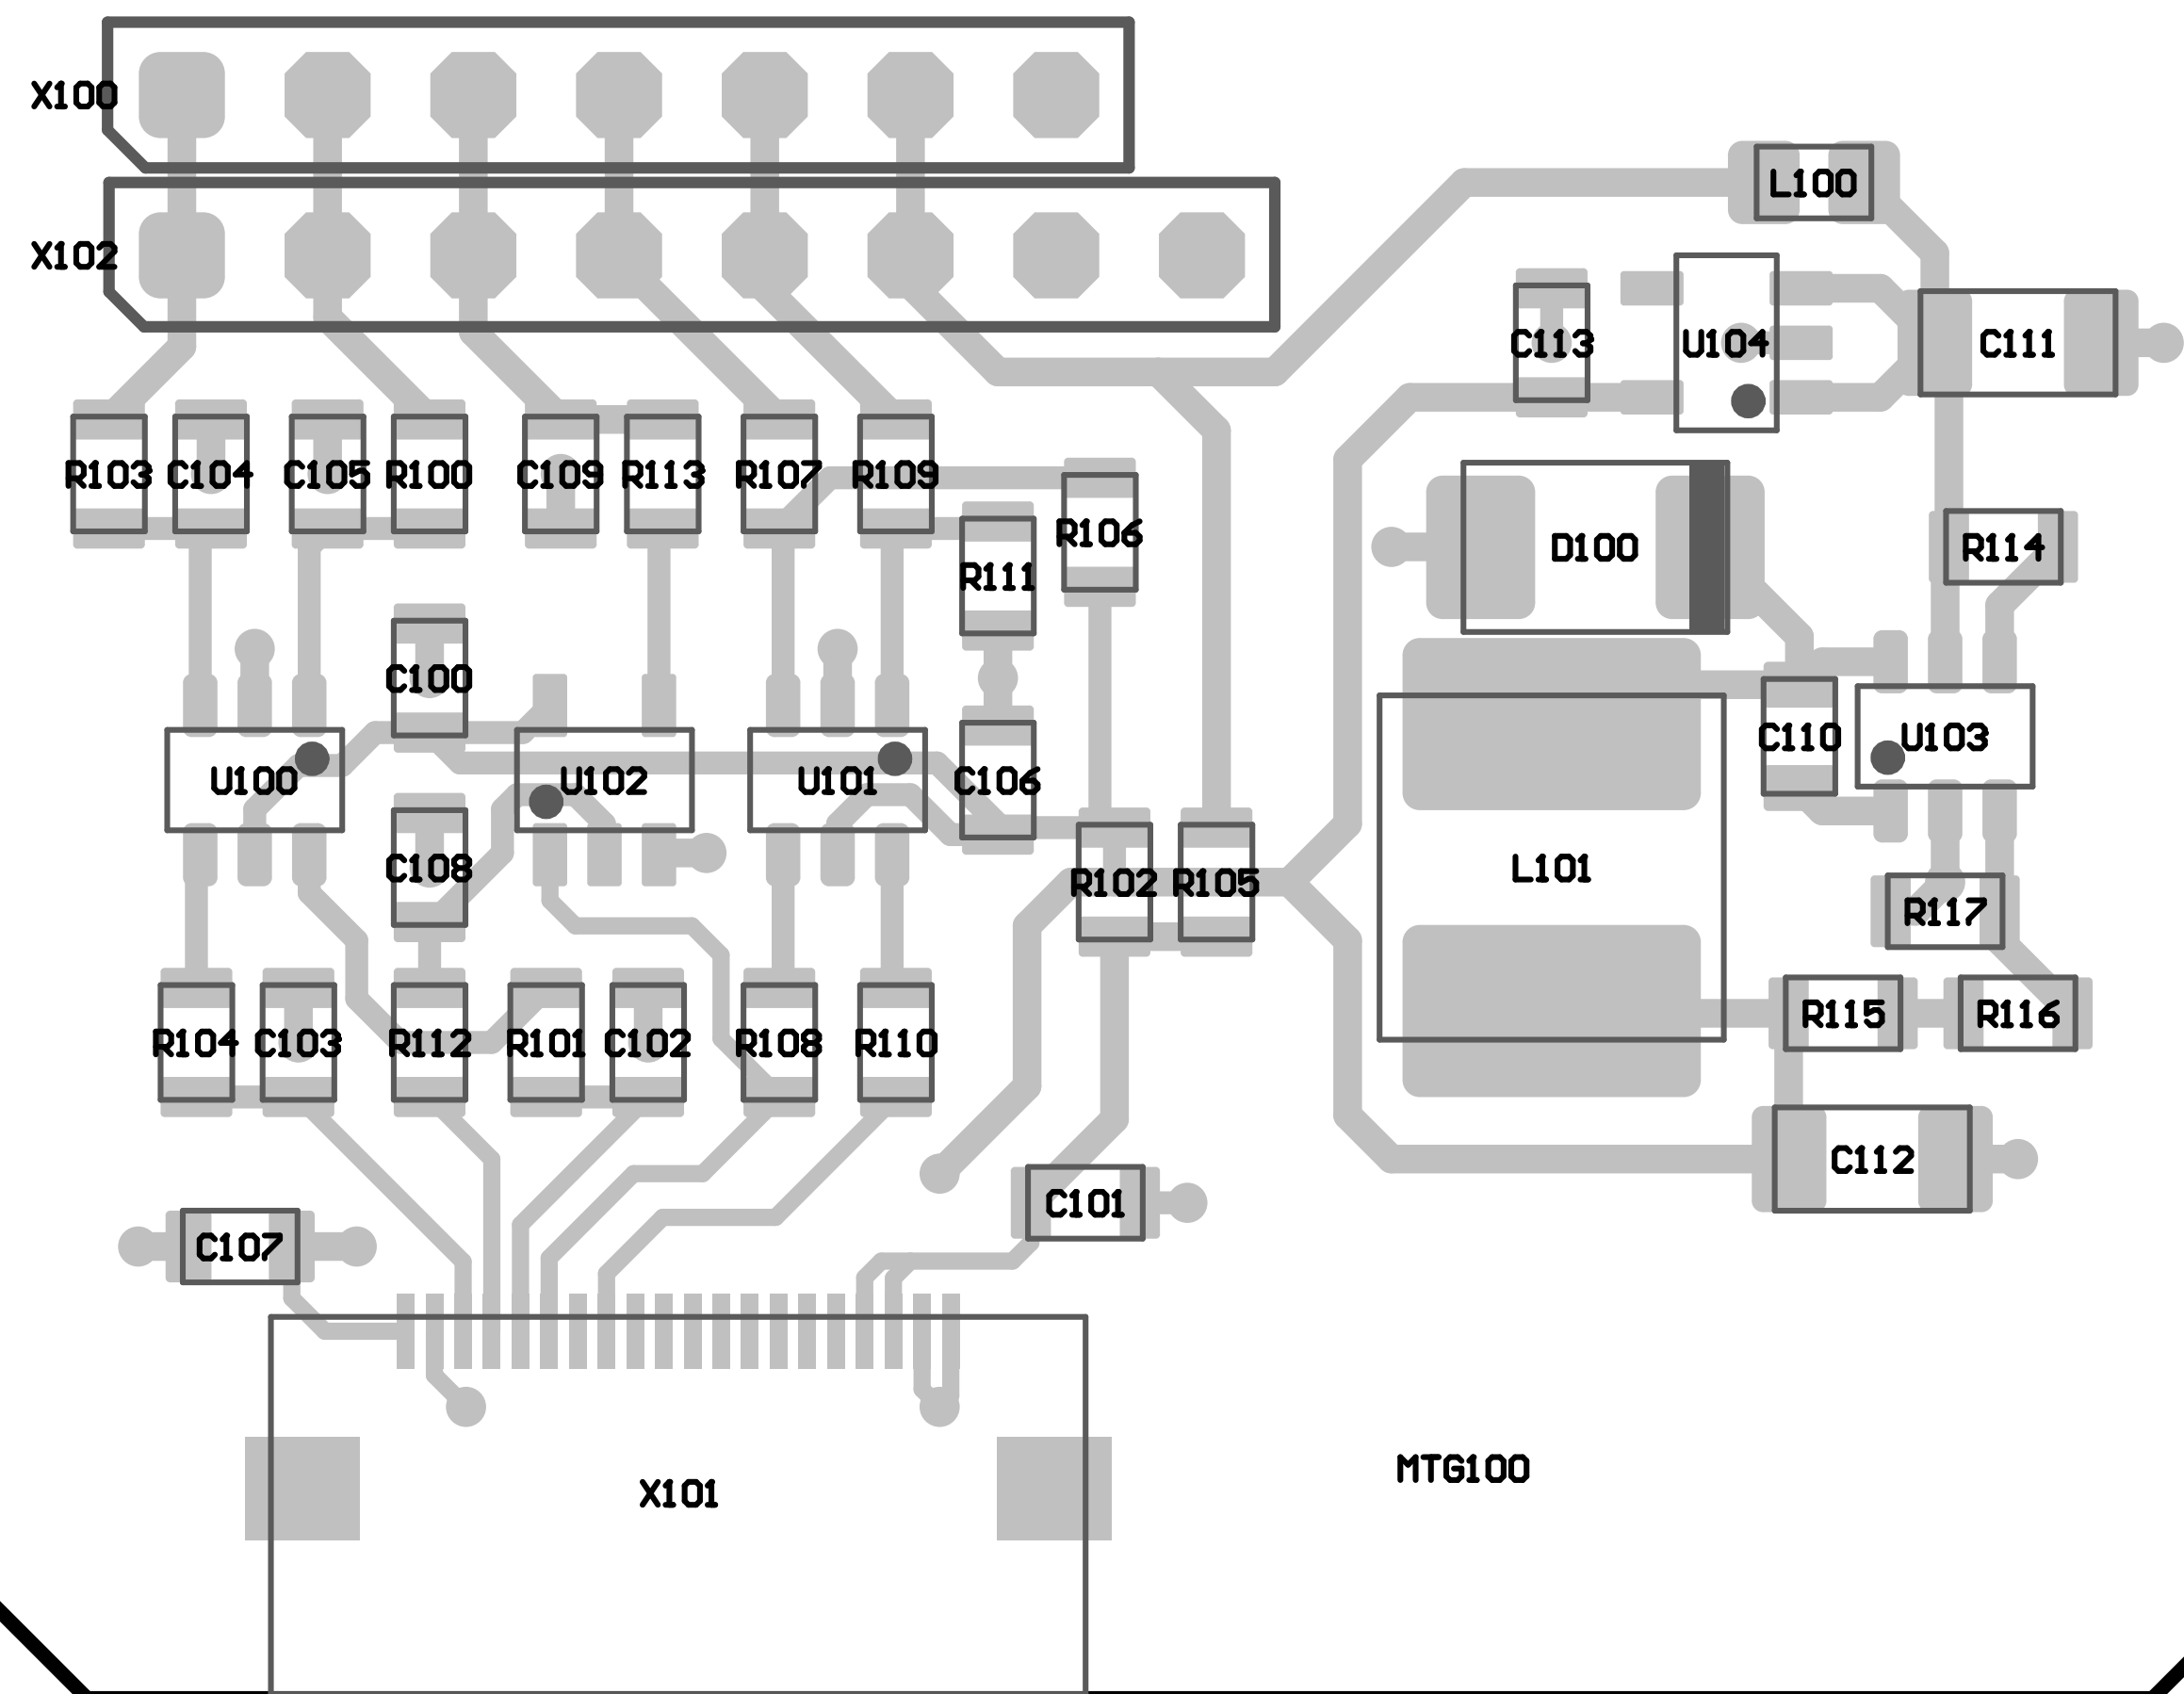 X100
X102
L100
C113 U104 C111
R103 C104 C105 R100 C109 R113 R107 R109
R106
D100 R114
R111
C100
U100 U102 U101 C106
C110 U103
C108
L101
R102 R105
R117
R115 R116
R104 C103 R112 R101 C102 R108 R110
C112
C101
C107
MTG100
X101